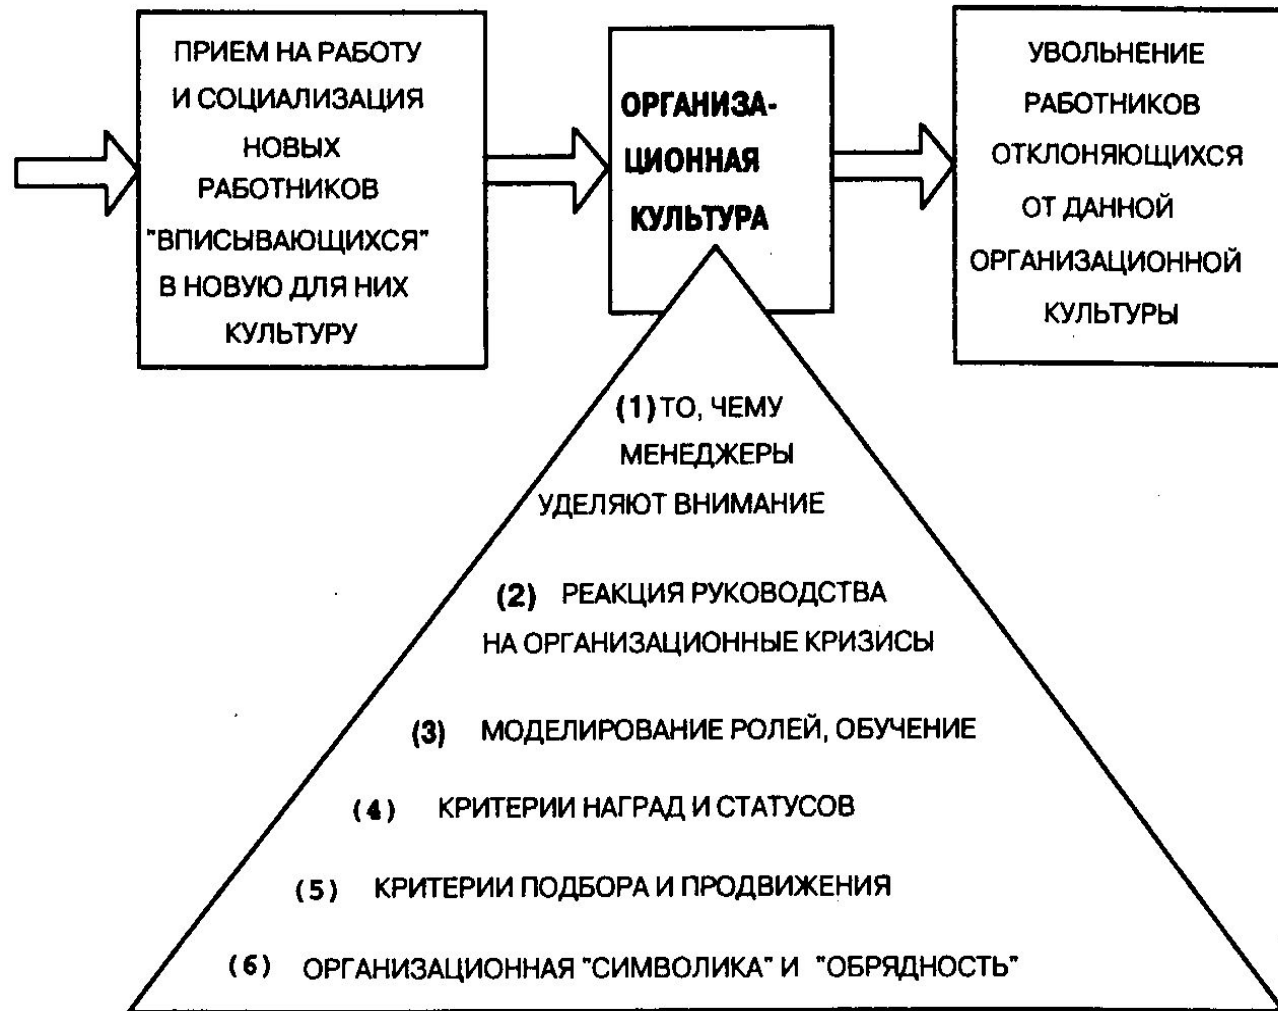 ПРИЕМ НА РАБОТУ
И СОЦИАЛИЗАЦИЯ
НОВЫХ
РАБОТНИКОВ
"ВПИСЫВАЮЩИХСЯ"
В НОВУЮ ДЛЯ НИХ
КУЛЬТУРУ
ОРГАНИЗА-
ЦИОННАЯ
КУЛЬТУРА
УВОЛЬНЕНИЕ
РАБОТНИКОВ
ОТКЛОНЯЮЩИХСЯ
ОТ ДАННОЙ
ОРГАНИЗАЦИОННОЙ
КУЛЬТУРЫ
(1) ТО, ЧЕМУ
МЕНЕДЖЕРЫ
УДЕЛЯЮТ ВНИМАНИЕ
(2) РЕАКЦИЯ РУКОВОДСТВА
НА ОРГАНИЗАЦИОННЫЕ КРИЗИСЫ
(3) МОДЕЛИРОВАНИЕ РОЛЕЙ, ОБУЧЕНИЕ
(4) КРИТЕРИИ НАГРАД И СТАТУСОВ
(5) КРИТЕРИИ ПОДБОРА И ПРОДВИЖЕНИЯ
(6) ОРГАНИЗАЦИОННАЯ "СИМВОЛИКА" И "ОБРЯДНОСТЬ"